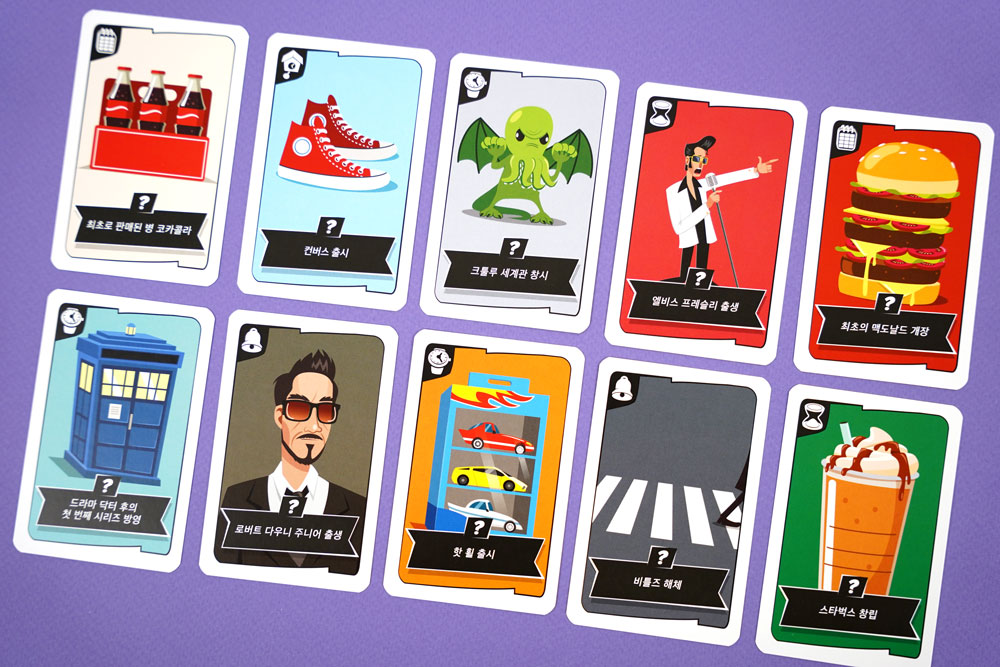 ?
최초로 판매된 병 코카콜라
?
컨버스 출시
?
크툴루 세계관 창시
?
엘비스 프레슬리 출생
?
최초의 맥도날드 개장
?
드라마 닥터 후의
첫 번째 시리즈 방영
?
로버트 다우니 주니어 출생
?
핫 휠 출시
?
비틀즈 해체
?
스타벅스 창립